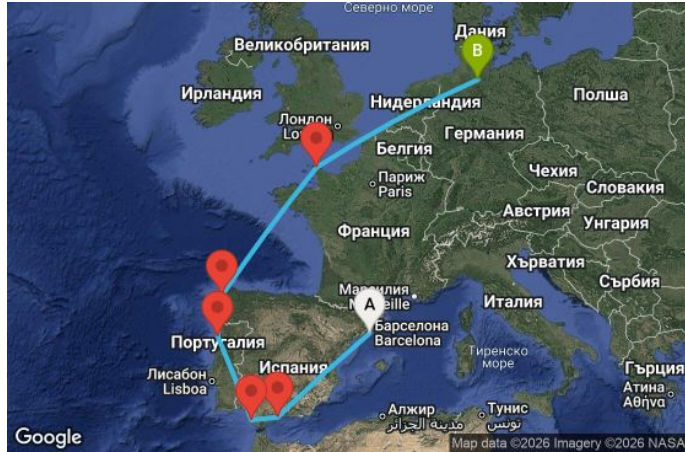 Северно море
Дания
Великобритания
B
Ирландия
Нидерландия
Полша
Лондон
Германия
Белгия
Чехия
Париж
Paris
Словакия
Австрия
Унгария
Франция
Хърватия
Сърбия
A
Италия
Барселона
Barcelona
Португалия
Тиренско
море
Испания
Гърция
Лисабон
Lisboa
Атина
Αθήνα
Алжир
مدينة الجزائر
Тунис
تونس
Google
Map data ©2026 Imagery ©2026 NASA